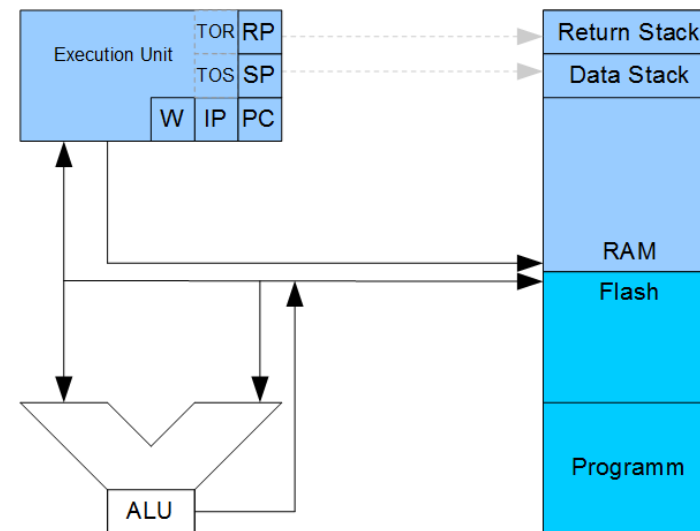 Execution Unit
TOR
RP
TOS
SP
W
IP
PC
Return Stack
Data Stack
RAM
Flash
Programm
ALU